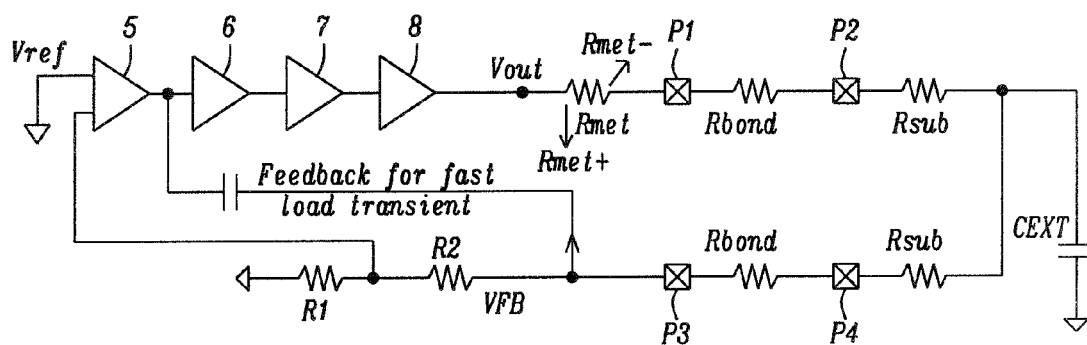 5
6
7
8
Vref
Vout
Rmet-
P1
P2
Rmet
Rmet+
Rbond
Rsub
Feedback for fast
load transient
R2
Rbond
Rsub
CEXT
R1
VFB
P3
P4